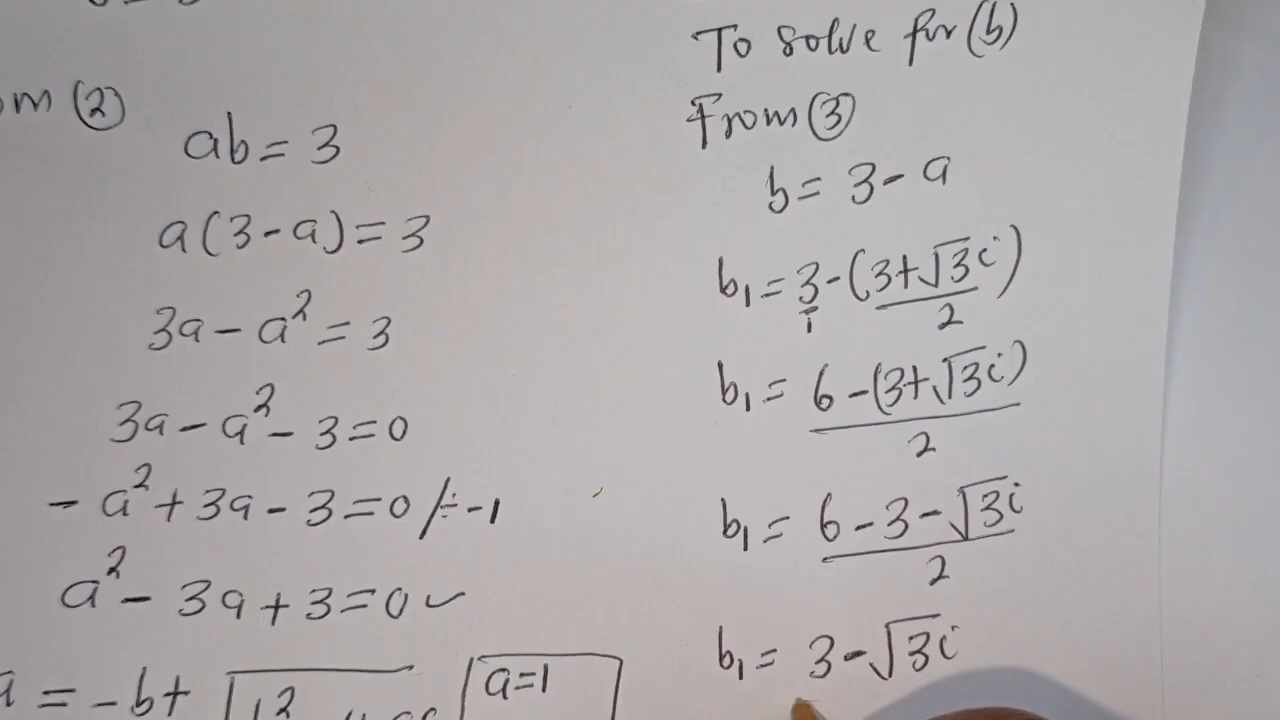 om (2)
ab = 3
a(3-a) = 3
3a - a² = 3
3a - a² - 3 = 0
- a² + 3a - 3 = 0 /÷ -1
a² - 3a + 3 = 0 ✓
a = -b+
a=1
To solve for (b)
From (3)
b = 3 - a
b₁ = 3/1 - (3+√3i)/2
b₁ = 6-(3+√3i)/2
b₁ = 6-3-√3i/2
b₁ = 3-√3i